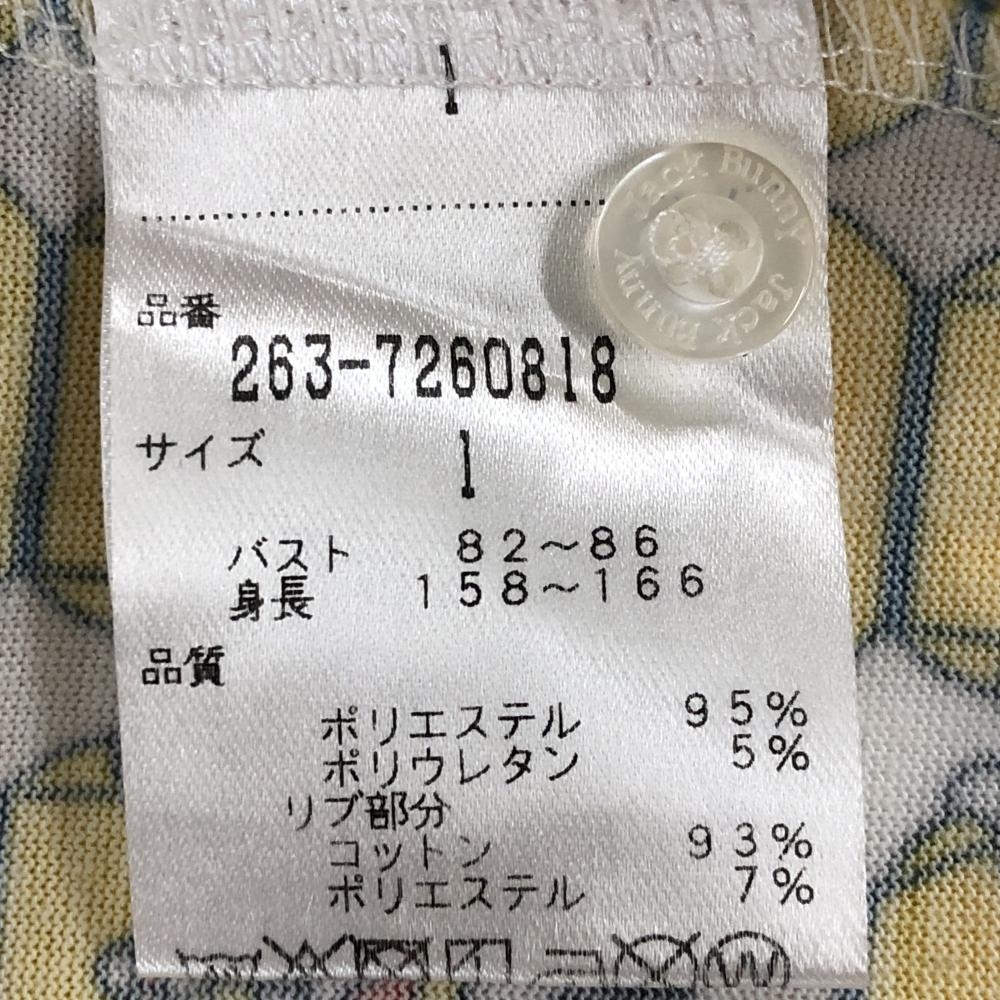 1
Jack Bunny Jack Bunny
品番
263-7260818
サイズ
1
バスト 82～86
身長 158～166
品質
ポリエステル 95%
ポリウレタン 5%
リブ部分
コットン 93%
ポリエステル 7%
W